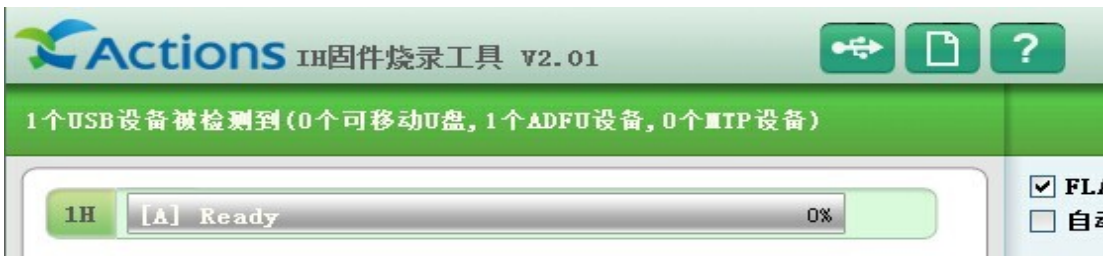 Actions IH固件烧录工具 V2.01
1个USB设备被检测到(0个可移动U盘,1个ADFU设备,0个MTP设备)
1H [A] Ready 0%
FL
自